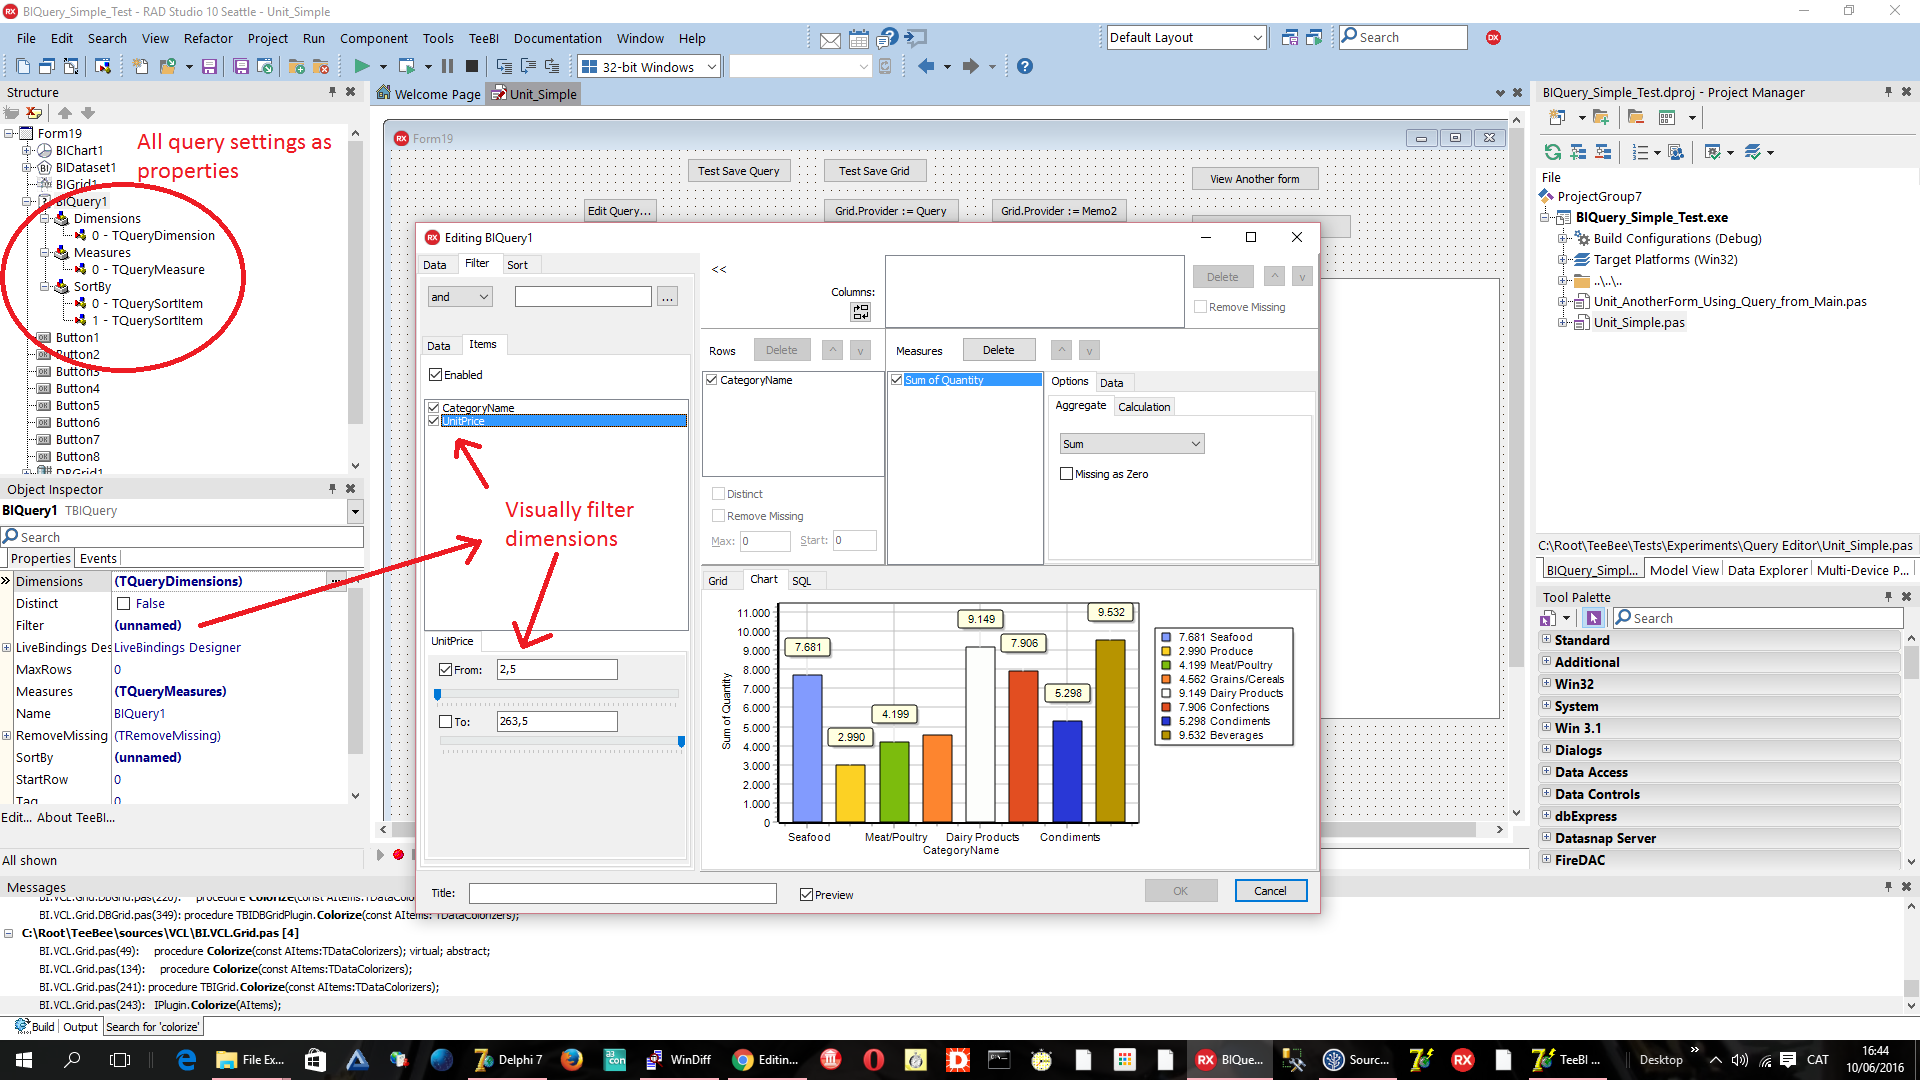 BIQuery_Simple_Test - RAD Studio 10 Seattle - Unit_Simple
File Edit Search View Refactor Project Run Component Tools TeeBI Documentation Window Help
Default Layout
Search
32-bit Windows
Structure
Form19
BIChart1
BIDataset1
BIGrid1
BIQuery1
Dimensions
0 - TQueryDimension
Measures
0 - TQueryMeasure
SortBy
0 - TQuerySortItem
1 - TQuerySortItem
Button1
Button2
Button3
Button4
Button5
Button6
Button7
Button8
DBGrid1
All query settings as
properties
Object Inspector
BIQuery1 TBIQuery
Search
Properties Events
Dimensions (TQueryDimensions)
Distinct False
Filter (unnamed)
LiveBindings Des LiveBindings Designer
MaxRows 0
Measures (TQueryMeasures)
Name BIQuery1
RemoveMissing (TRemoveMissing)
SortBy (unnamed)
StartRow 0
Tag 0
Edit... About TeeBI...
All shown
Welcome Page Unit_Simple
Form19
Test Save Query
Test Save Grid
View Another form
Edit Query...
Grid.Provider := Query
Grid.Provider := Memo2
Editing BIQuery1
Data Filter Sort
and
...
Data Items
Enabled
CategoryName
UnitPrice
Visually filter
dimensions
UnitPrice
From: 2,5
To: 263,5
<<
Columns:
Delete ^ v
Remove Missing
Rows Delete ^ v
CategoryName
Distinct
Remove Missing
Max: 0 Start: 0
Measures Delete ^ v
Sum of Quantity
Options Data
Aggregate Calculation
Sum
Missing as Zero
Grid Chart SQL
11.000
10.000
9.000
8.000
7.000
6.000
5.000
4.000
3.000
2.000
1.000
0
Sum of Quantity
7.681
2.990
4.199
9.149
7.906
5.298
9.532
Seafood Meat/Poultry Dairy Products Condiments
CategoryName
7.681 Seafood
2.990 Produce
4.199 Meat/Poultry
4.562 Grains/Cereals
9.149 Dairy Products
7.906 Confections
5.298 Condiments
9.532 Beverages
Title:
Preview
OK
Cancel
BIQuery_Simple_Test.dproj - Project Manager
File
ProjectGroup7
BIQuery_Simple_Test.exe
Build Configurations (Debug)
Target Platforms (Win32)
..\..\..
Unit_AnotherForm_Using_Query_from_Main.pas
Unit_Simple.pas
C:\Root\TeeBee\Tests\Experiments\Query Editor\Unit_Simple.pas
BIQuery_Simpl... Model View Data Explorer Multi-Device P...
Tool Palette
Search
Standard
Additional
Win32
System
Win 3.1
Dialogs
Data Access
Data Controls
dbExpress
Datasnap Server
FireDAC
Messages
BI.VCL.Grid.DBGrid.pas(220): procedure TBIDBGridPlugin.Colorize(const AItems:TDataColorizers);
BI.VCL.Grid.DBGrid.pas(349): procedure TBIDBGridPlugin.Colorize(const AItems:TDataColorizers);
C:\Root\TeeBee\sources\VCL\BI.VCL.Grid.pas [4]
BI.VCL.Grid.pas(49): procedure Colorize(const AItems:TDataColorizers); virtual; abstract;
BI.VCL.Grid.pas(134): procedure Colorize(const AItems:TDataColorizers);
BI.VCL.Grid.pas(241): procedure TBIGrid.Colorize(const AItems:TDataColorizers);
BI.VCL.Grid.pas(243): IPlugin.Colorize(AItems);
Build Output Search for 'colorize'
File Ex...
Delphi 7
WinDiff
Editin...
BIQue...
Sourc...
TeeBI ...
Desktop
CAT
16:44
10/06/2016